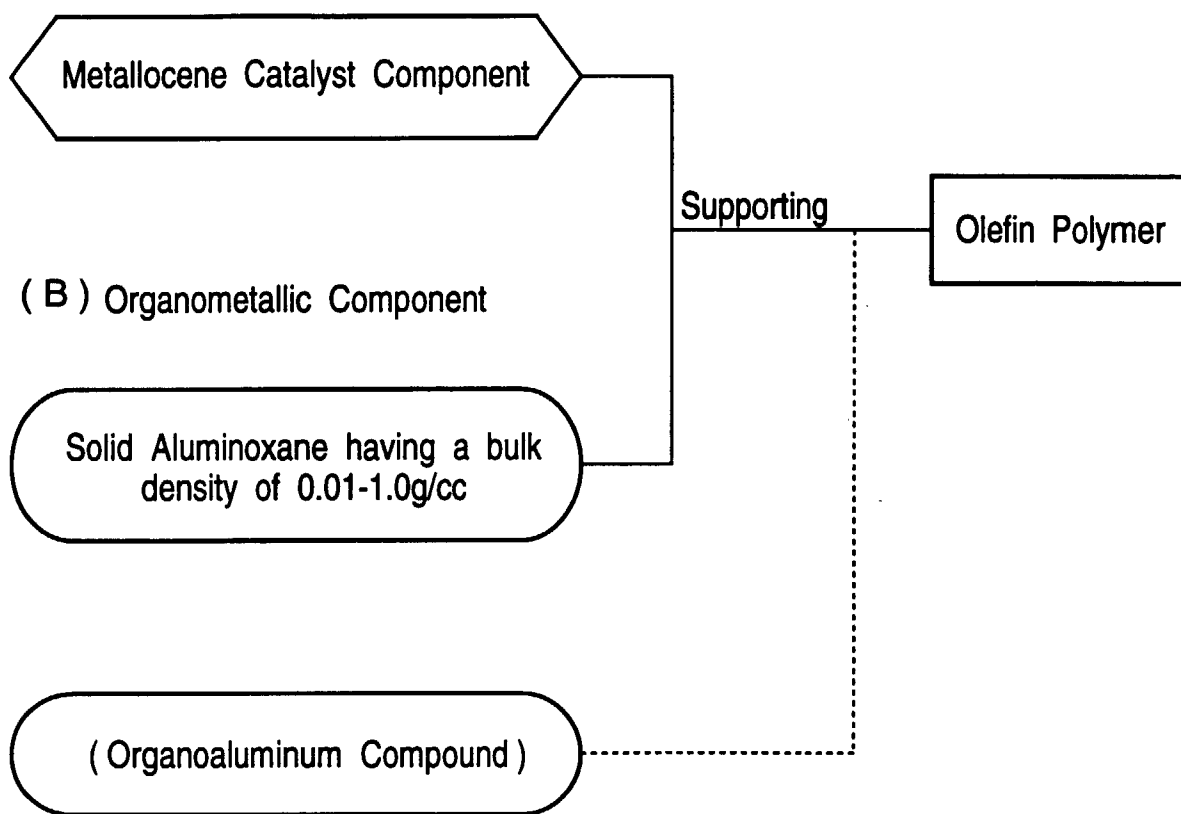 Metallocene Catalyst Component
Supporting
Olefin Polymer
( B ) Organometallic Component
Solid Aluminoxane having a bulk
density of 0.01-1.0g/cc
( Organoaluminum Compound )